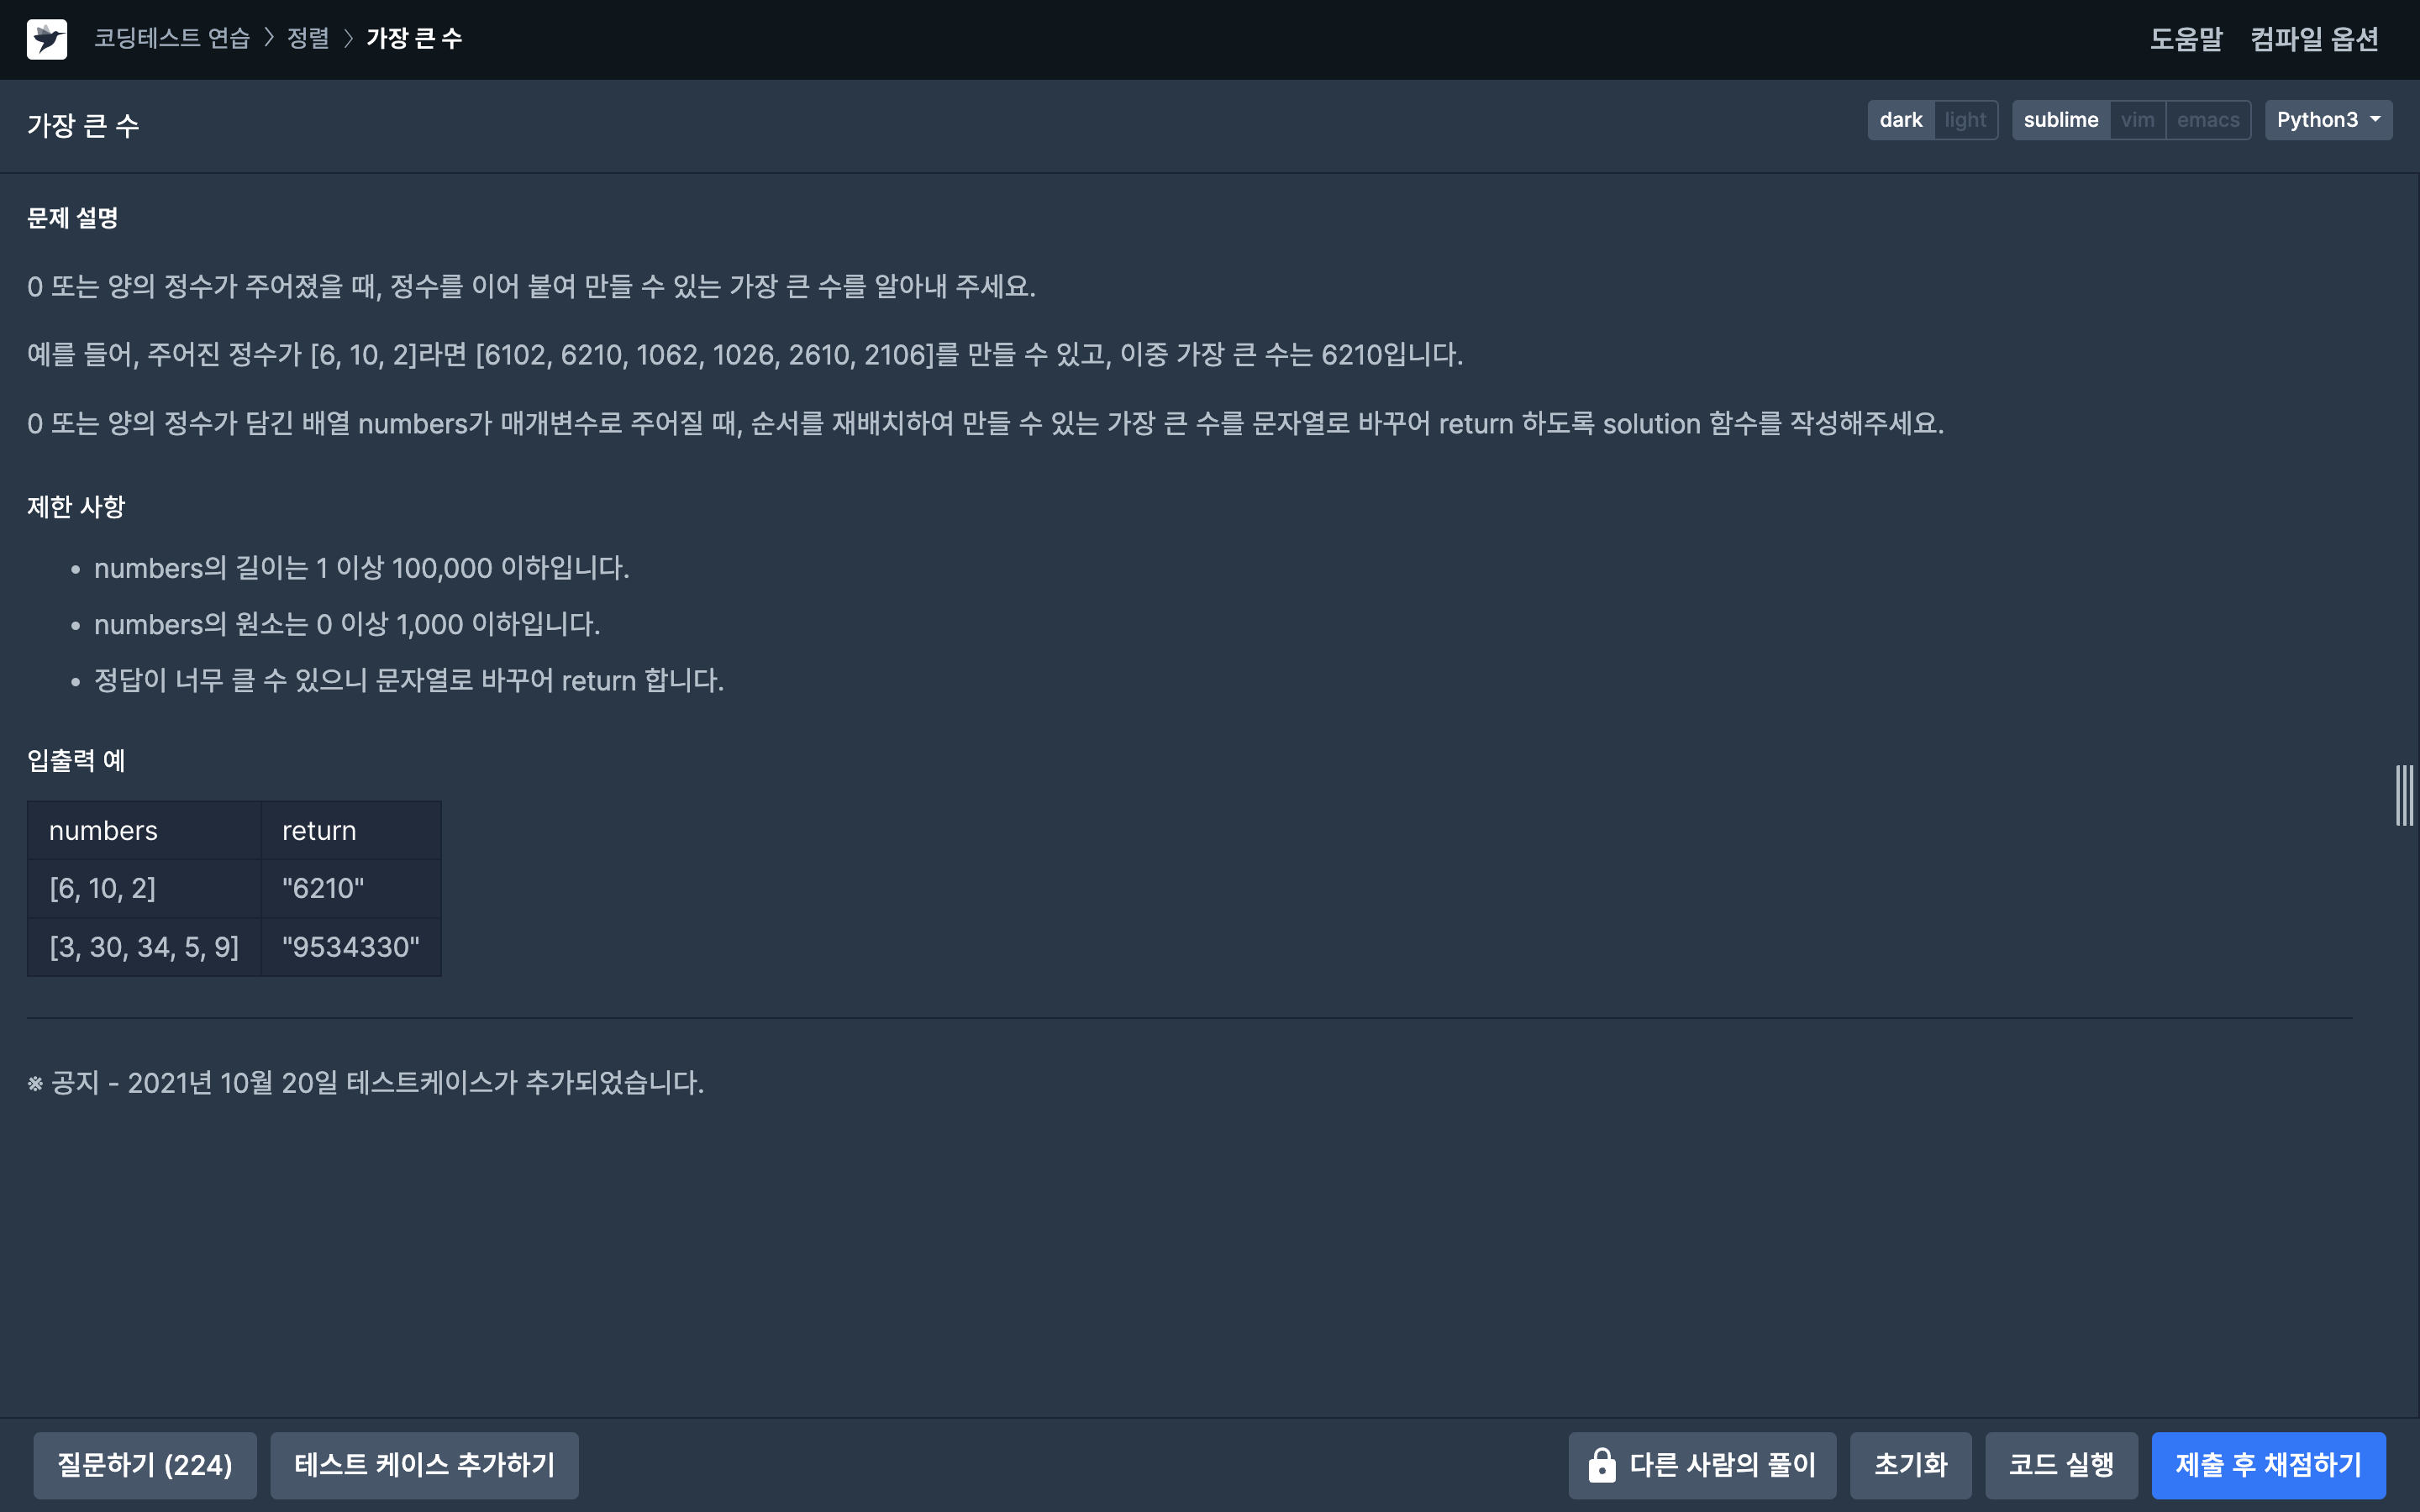 코딩테스트 연습 > 정렬 > 가장 큰 수
도움말 컴파일 옵션
가장 큰 수
dark light sublime vim emacs Python3
문제 설명
0 또는 양의 정수가 주어졌을 때, 정수를 이어 붙여 만들 수 있는 가장 큰 수를 알아내 주세요.
예를 들어, 주어진 정수가 [6, 10, 2]라면 [6102, 6210, 1062, 1026, 2610, 2106]를 만들 수 있고, 이중 가장 큰 수는 6210입니다.
0 또는 양의 정수가 담긴 배열 numbers가 매개변수로 주어질 때, 순서를 재배치하여 만들 수 있는 가장 큰 수를 문자열로 바꾸어 return 하도록 solution 함수를 작성해주세요.
제한 사항
• numbers의 길이는 1 이상 100,000 이하입니다.
• numbers의 원소는 0 이상 1,000 이하입니다.
• 정답이 너무 클 수 있으니 문자열로 바꾸어 return 합니다.
입출력 예
numbers return
[6, 10, 2] "6210"
[3, 30, 34, 5, 9] "9534330"
※ 공지 - 2021년 10월 20일 테스트케이스가 추가되었습니다.
질문하기 (224) 테스트 케이스 추가하기 다른 사람의 풀이 초기화 코드 실행 제출 후 채점하기